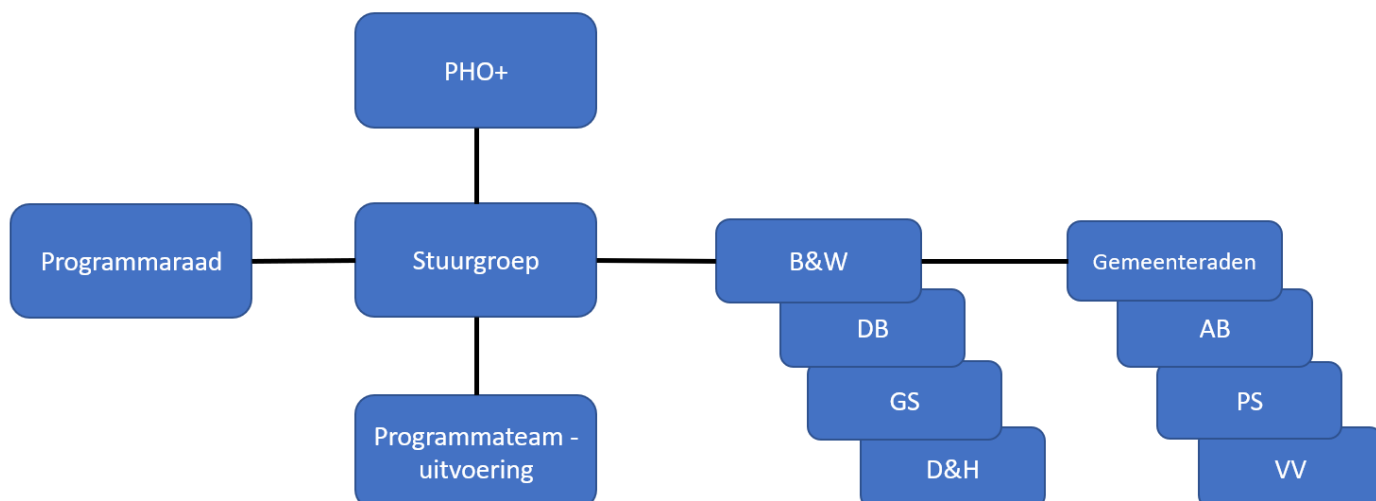 PHO+
Programmaraad
Stuurgroep
B&W
Gemeenteraden
DB
AB
GS
PS
Programmateam -
uitvoering
D&H
VV